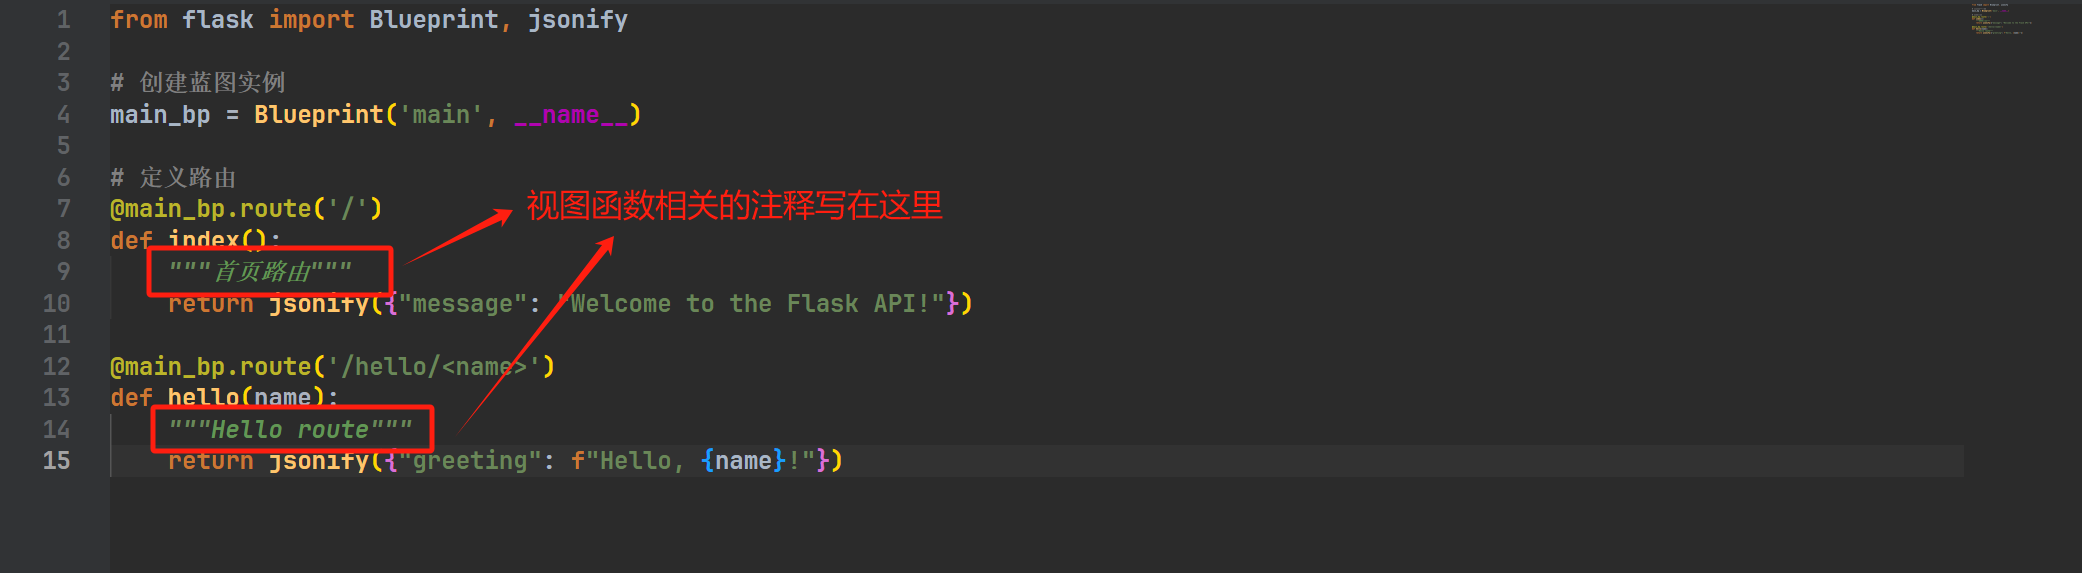 1 from flask import Blueprint, jsonify
2
3 # 创建蓝图实例
4 main_bp = Blueprint('main', __name__)
5
6 # 定义路由
7 @main_bp.route('/')
视图函数相关的注释写在这里
8 def index():
9 """首页路由"""
10 return jsonify({"message": "Welcome to the Flask API!"})
11
12 @main_bp.route('/hello/<name>')
13 def hello(name):
14 """Hello route"""
15 return jsonify({"greeting": f"Hello, {name}!"})